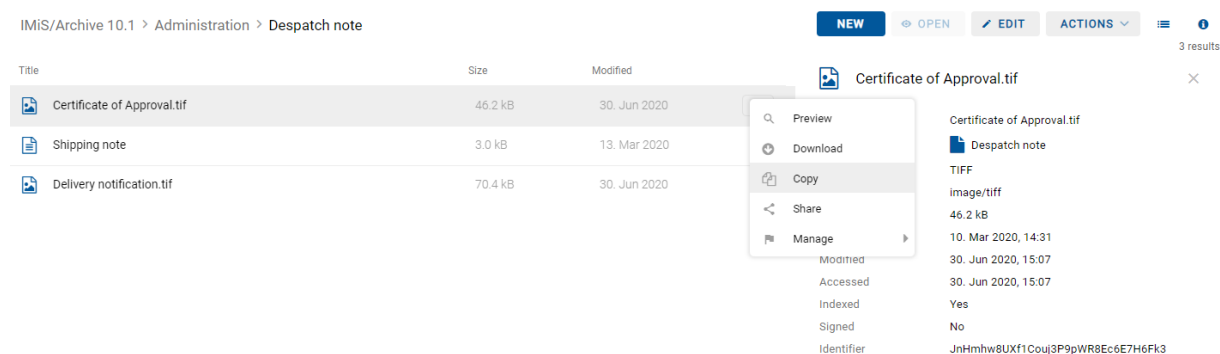 IMiS/Archive 10.1 > Administration > Despatch note
NEW OPEN EDIT ACTIONS
3 results
Title Size Modified
Certificate of Approval.tif 46.2 kB 30. Jun 2020
Shipping note 3.0 kB 13. Mar 2020
Delivery notification.tif 70.4 kB 30. Jun 2020
Preview
Download
Copy
Share
Manage
Certificate of Approval.tif
Certificate of Approval.tif
Despatch note
TIFF
image/tiff
46.2 kB
10. Mar 2020, 14:31
Modified 30. Jun 2020, 15:07
Accessed 30. Jun 2020, 15:07
Indexed Yes
Signed No
Identifier JnHmhw8UXf1Couj3P9pWR8Ec6E7H6Fk3